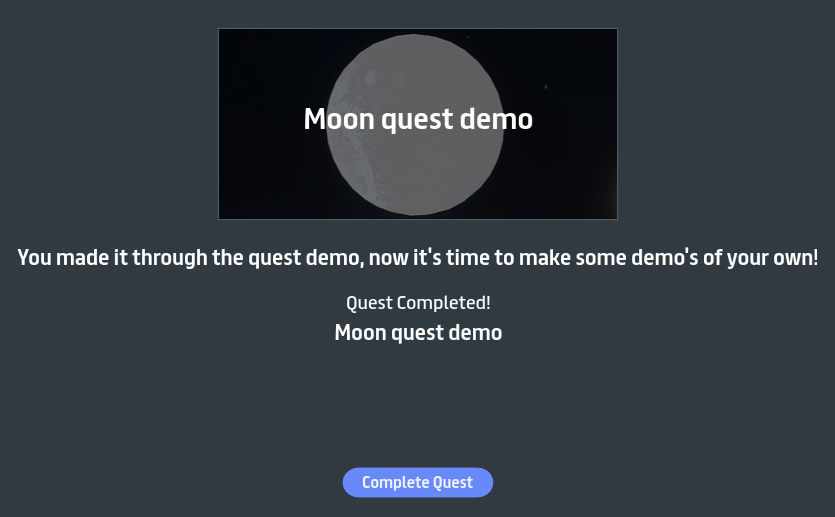 Moon quest demo
You made it through the quest demo, now it's time to make some demo's of your own!
Quest Completed!
Moon quest demo
Complete Quest